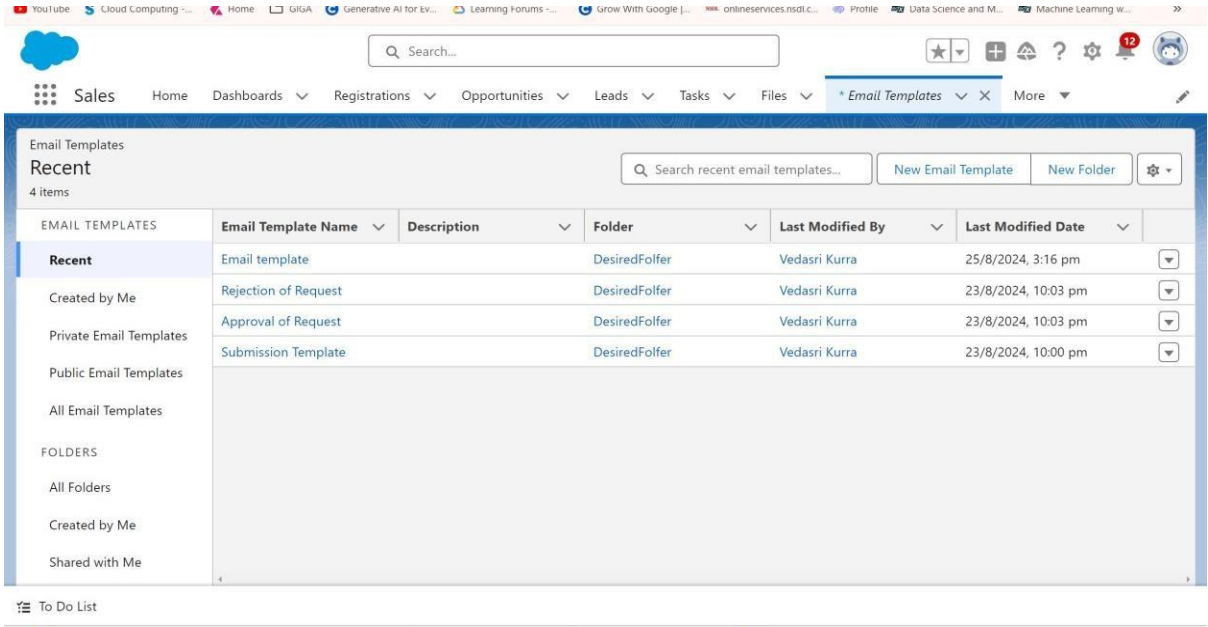 YouTube Cloud Computing -... Home GIGA Generative AI for Ev... Learning Forums -... Grow With Google |... onlineservices.nsdl.c... Profile Data Science and M... Machine Learning w... »
Search... 12
Sales Home Dashboards Registrations Opportunities Leads Tasks Files * Email Templates More
Email Templates
Recent
4 items
Search recent email templates... New Email Template New Folder
EMAIL TEMPLATES
Recent
Created by Me
Private Email Templates
Public Email Templates
All Email Templates
FOLDERS
All Folders
Created by Me
Shared with Me
Email Template Name Description Folder Last Modified By Last Modified Date
Email template DesiredFolfer Vedasri Kurra 25/8/2024, 3:16 pm
Rejection of Request DesiredFolfer Vedasri Kurra 23/8/2024, 10:03 pm
Approval of Request DesiredFolfer Vedasri Kurra 23/8/2024, 10:03 pm
Submission Template DesiredFolfer Vedasri Kurra 23/8/2024, 10:00 pm
To Do List